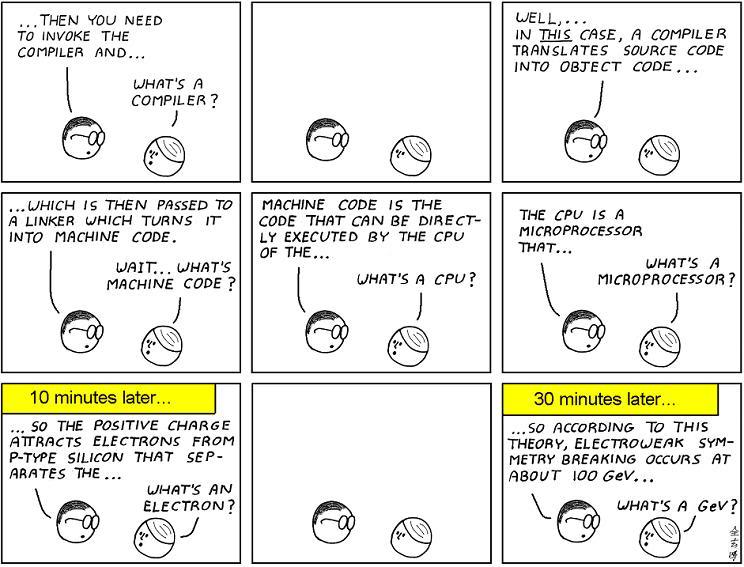 ...THEN YOU NEED
TO INVOKE THE
COMPILER AND...
WHAT'S A
COMPILER?
WELL,...
IN THIS CASE, A COMPILER
TRANSLATES SOURCE CODE
INTO OBJECT CODE...
...WHICH IS THEN PASSED TO
A LINKER WHICH TURNS IT
INTO MACHINE CODE.
WAIT... WHAT'S
MACHINE CODE?
MACHINE CODE IS THE
CODE THAT CAN BE DIRECT-
LY EXECUTED BY THE CPU
OF THE...
WHAT'S A CPU?
THE CPU IS A
MICROPROCESSOR
THAT...
WHAT'S A
MICROPROCESSOR?
10 minutes later...
...SO THE POSITIVE CHARGE
ATTRACTS ELECTRONS FROM
P-TYPE SILICON THAT SEP-
ARATES THE...
WHAT'S AN
ELECTRON?
30 minutes later...
...SO ACCORDING TO THIS
THEORY, ELECTROWEAK SYM-
METRY BREAKING OCCURS AT
ABOUT 100 GeV...
WHAT'S A GeV?